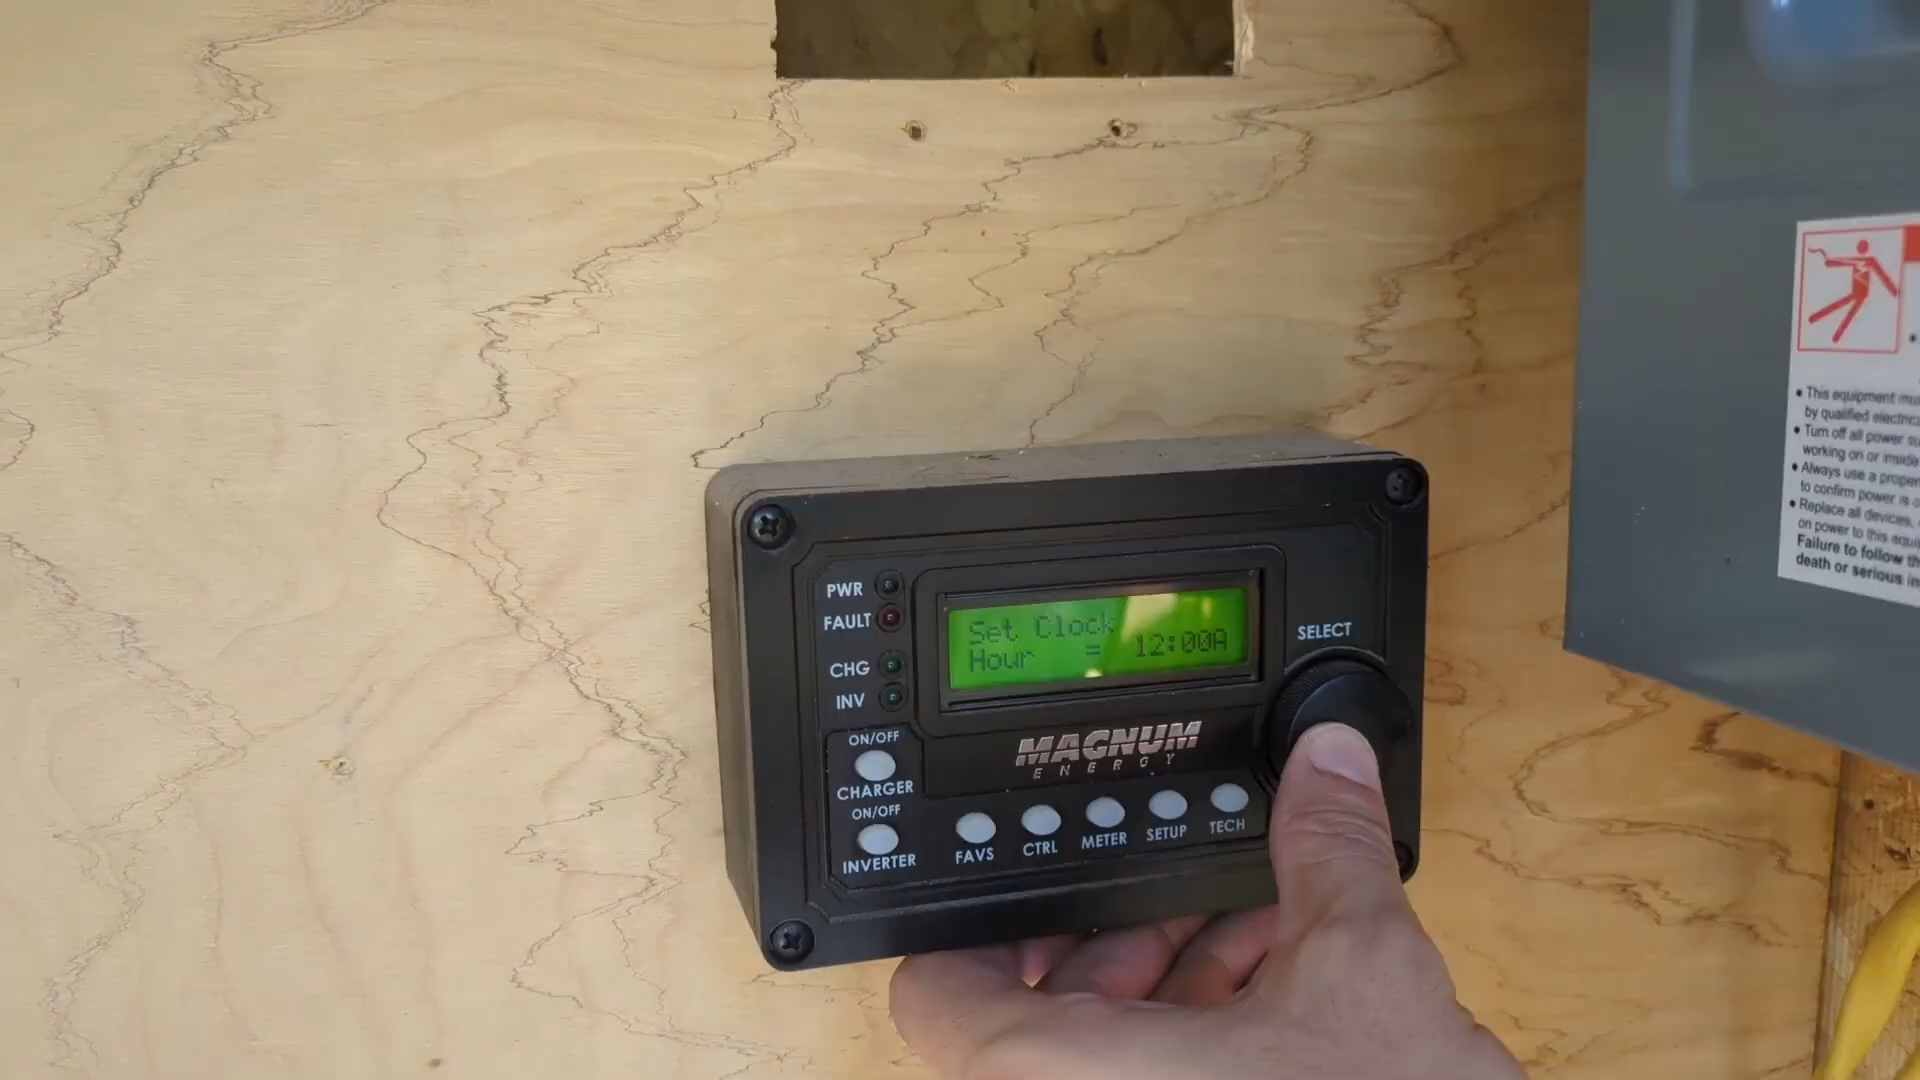 Set Clock
Hour = 12:00A
PWR
FAULT
CHG
INV
SELECT
ON/OFF
CHARGER
ON/OFF
INVERTER
MAGNUM
ENERGY
FAVS
CTRL
METER
SETUP
TECH
• This equipment
by qualified
• Turn off all power
working on or inside
• Always use a
to confirm power is
• Replace all devices,
on power to this
Failure to follow
death or serious